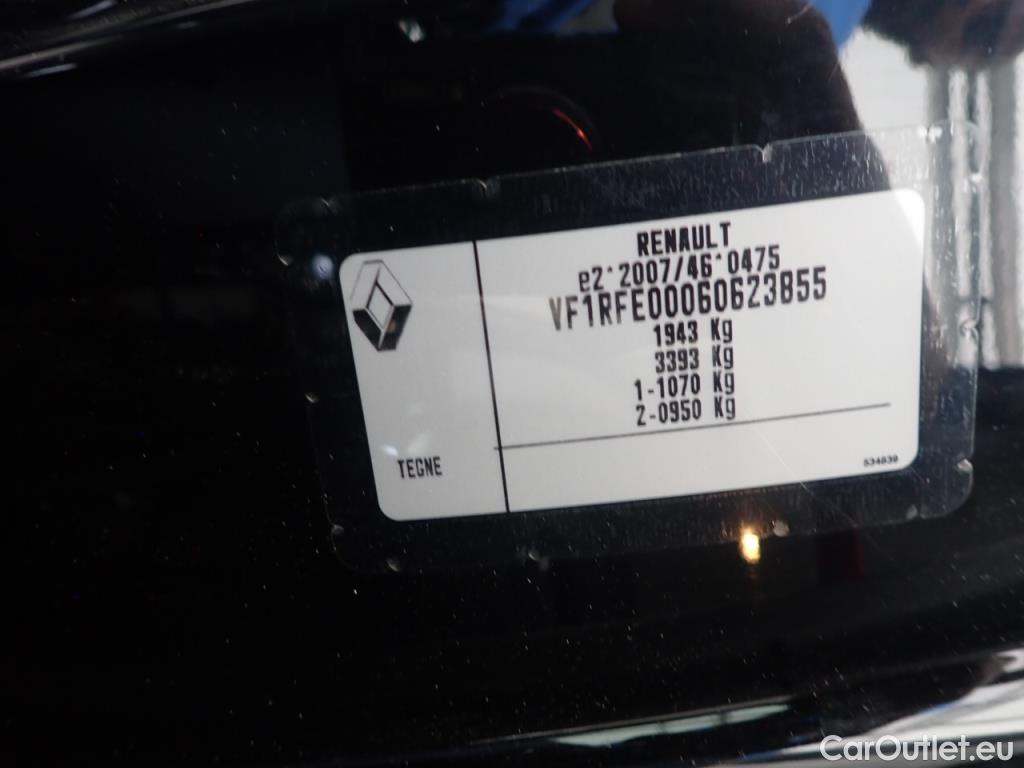 RENAULT
e2*2007/46*0475
VF1RFE00060623855
1943 Kg
3393 Kg
1-1070 Kg
2-0950 Kg
TEGNE
534839
CarOutlet.eu